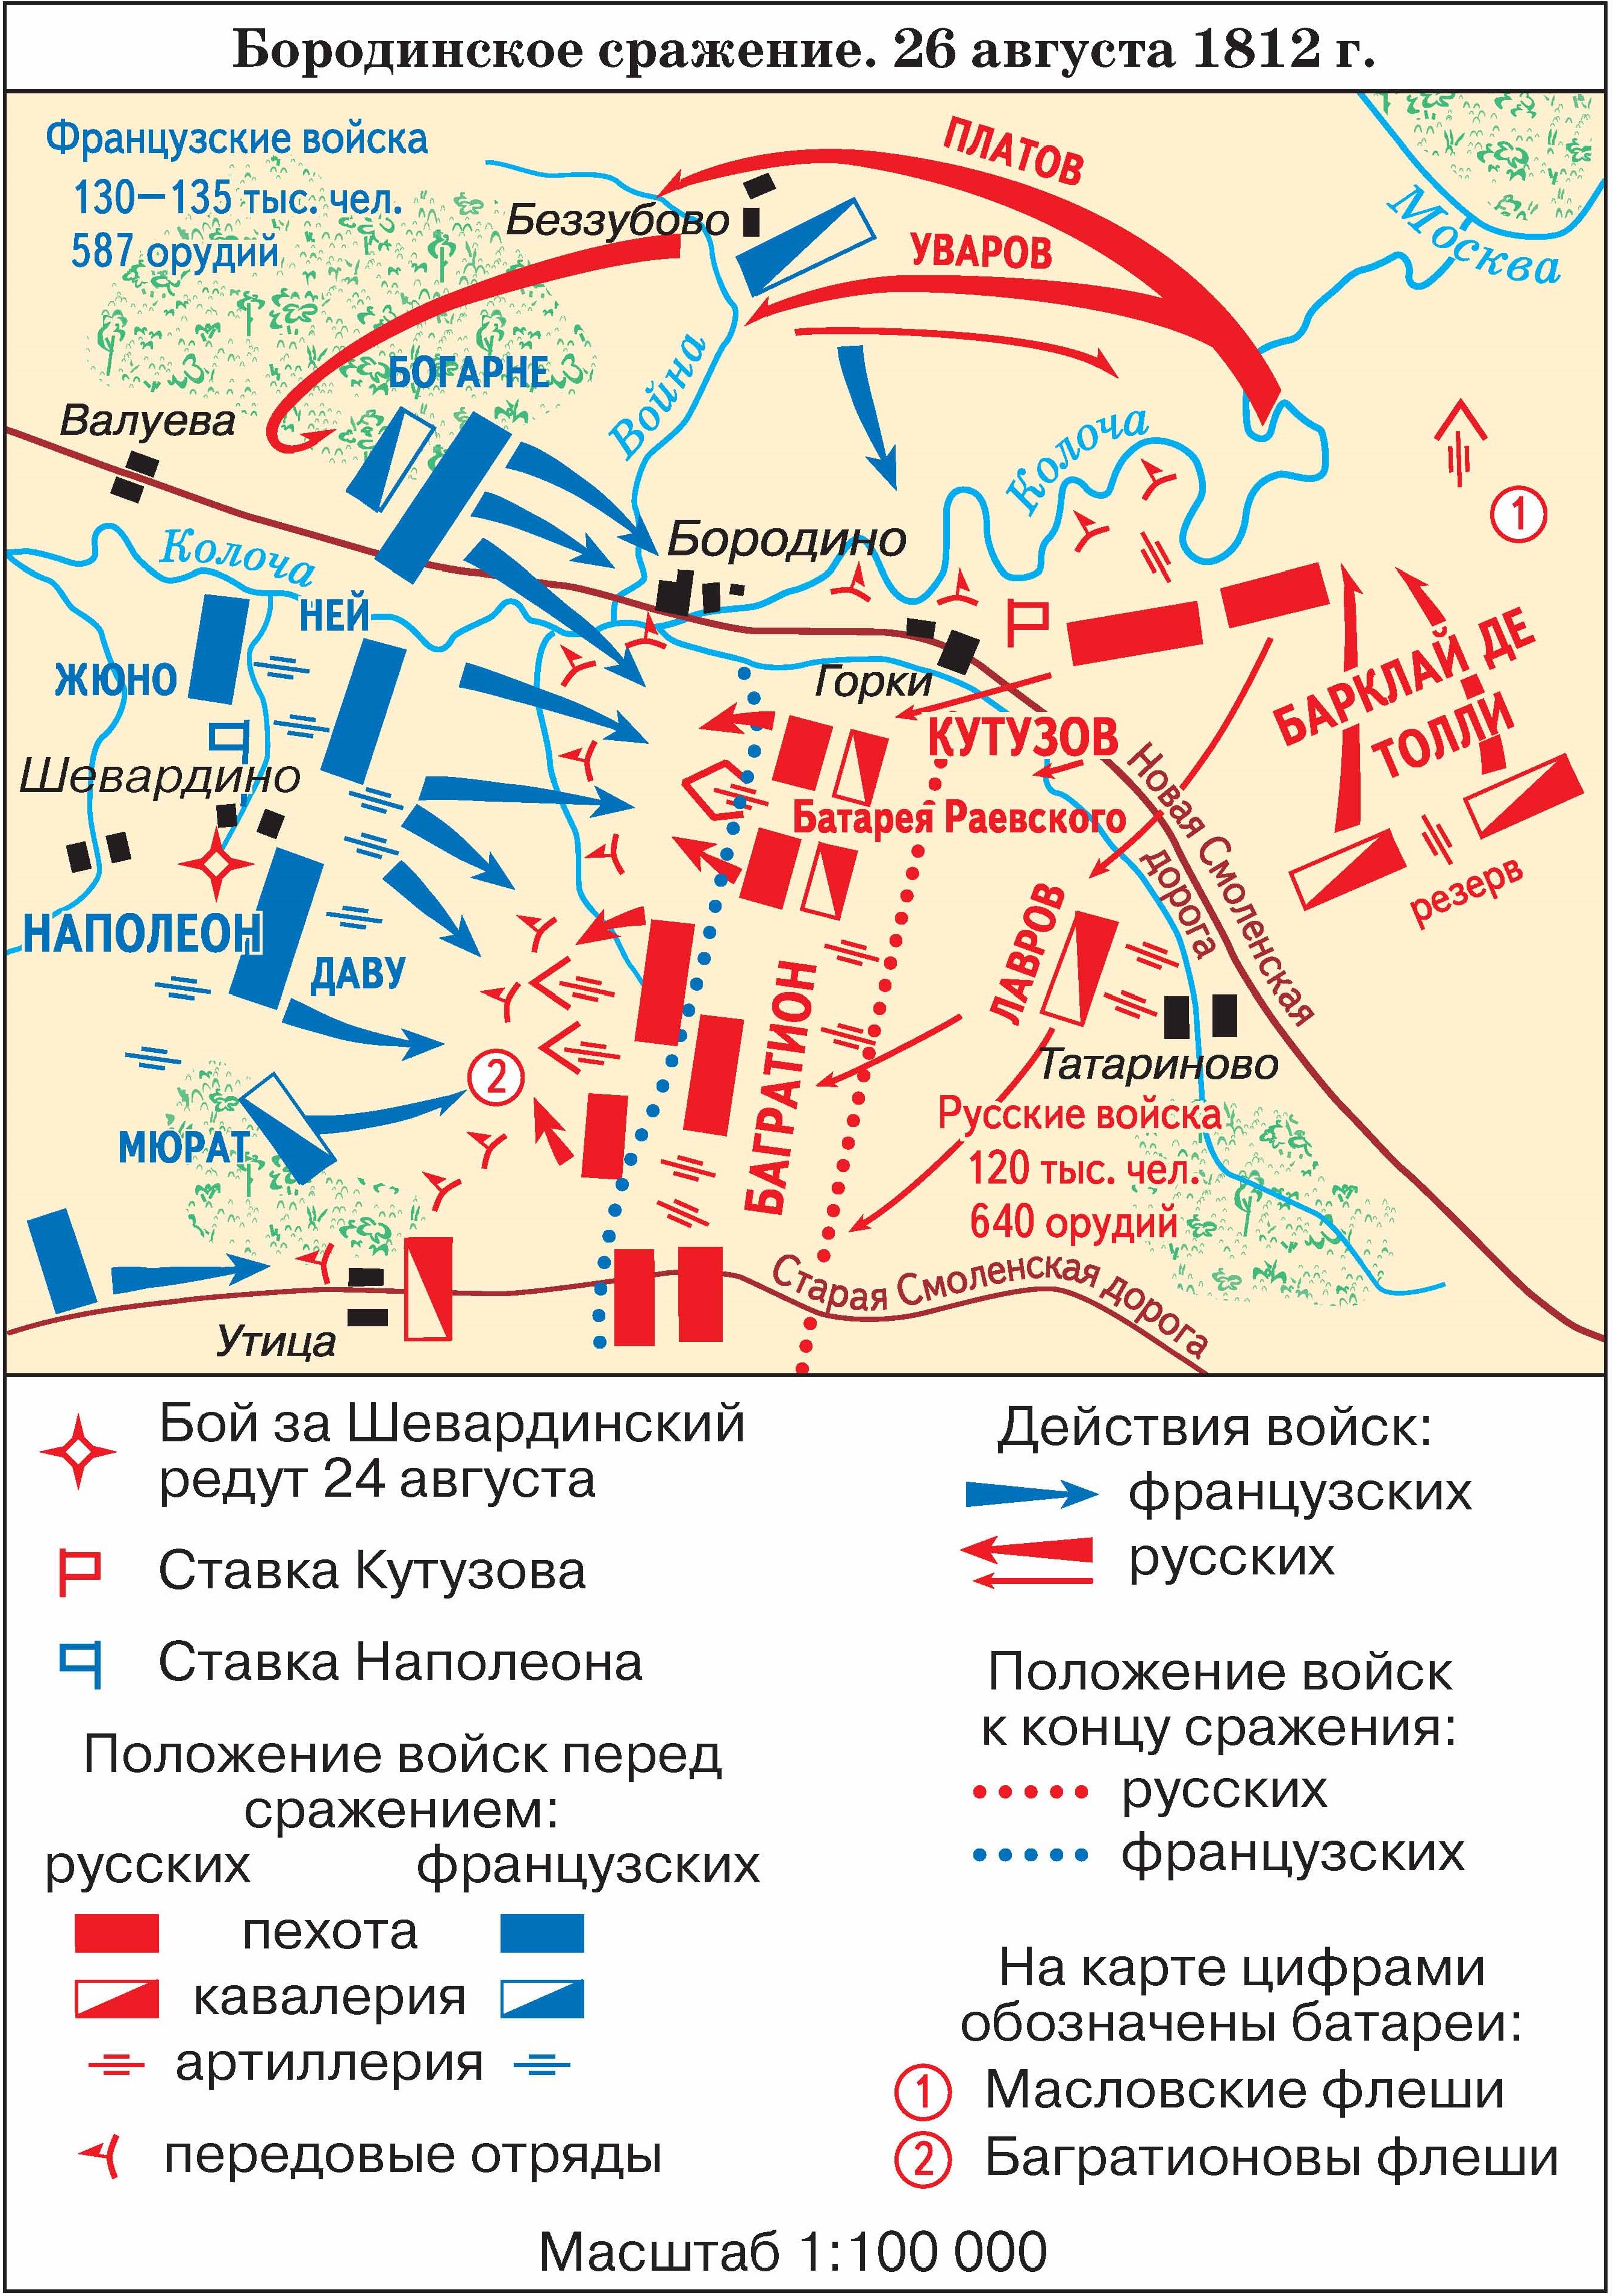 Бородинское сражение. 26 августа 1812 г.
Французские войска
130—135 тыс. чел.
587 орудий
ПЛАТОВ
Беззубово
УВАРОВ
Москва
БОГАРНЕ
Война
Валуева
Колоча
Колоча
1
Бородино
НЕЙ
ЖЮНО
Горки
БАРКЛАЙ ДЕ
ТОЛЛИ
КУТУЗОВ
Шевардино
Батарея Раевского
Новая Смоленская
дорога
резерв
НАПОЛЕОН
ДАВУ
ЛАВРОВ
БАГРАТИОН
2
Татариново
МЮРАТ
Русские войска
120 тыс. чел.
640 орудий
Старая Смоленская дорога
Утица
Бой за Шевардинский
редут 24 августа
Ставка Кутузова
Ставка Наполеона
Положение войск перед
сражением:
русских французских
пехота
кавалерия
артиллерия
передовые отряды
Действия войск:
французских
русских
Положение войск
к концу сражения:
русских
французских
На карте цифрами
обозначены батареи:
1 Масловские флеши
2 Багратионовы флеши
Масштаб 1:100 000